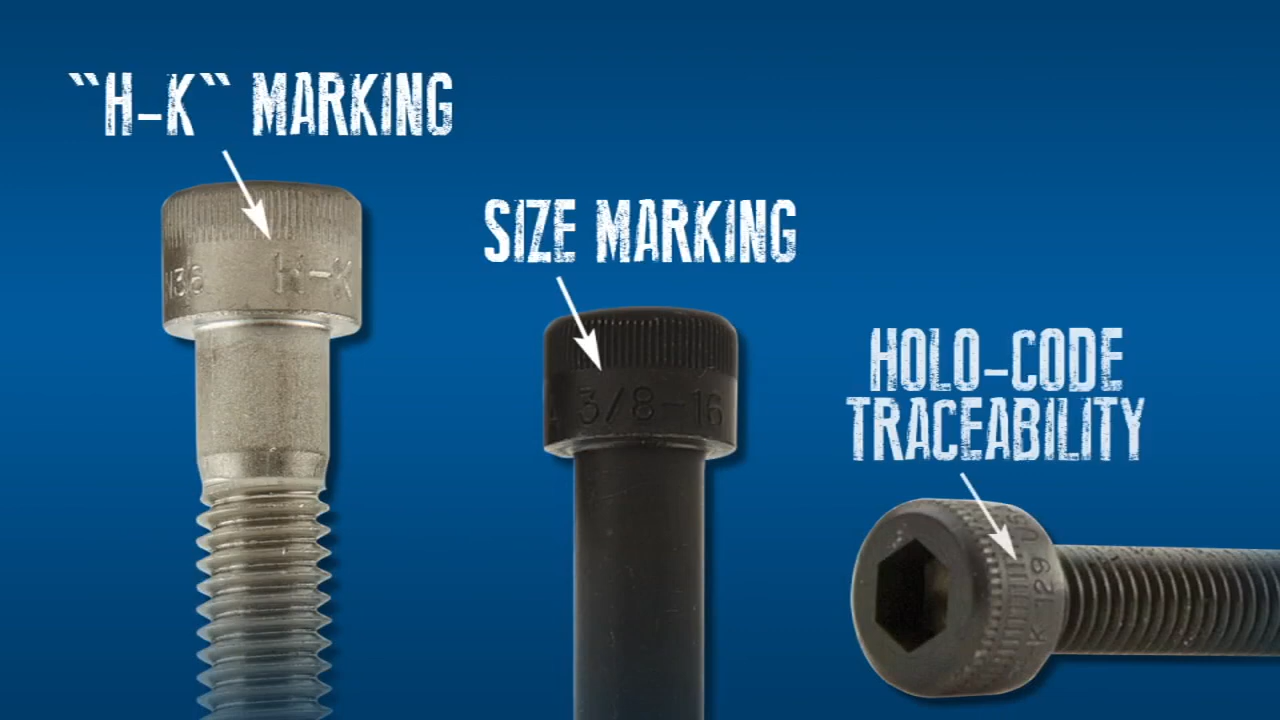 ``H-K`` MARKING
H-K
SIZE MARKING
3/8-16
HOLO-CODE
TRACEABILITY
K 129